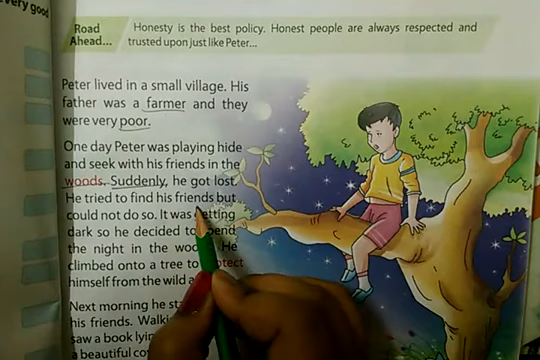 very good
Road
Ahead...
Honesty is the best policy. Honest people are always respected and
trusted upon just like Peter...
Peter lived in a small village. His
father was a farmer and they
were very poor.
One day Peter was playing hide
and seek with his friends in the
woods. Suddenly, he got lost.
He tried to find his friends but
could not do so. It was getting
dark so he decided to spend
the night in the He
climbed onto a tree to protect
himself from the wild
Next morning he
his friends.
saw a book
a beautiful